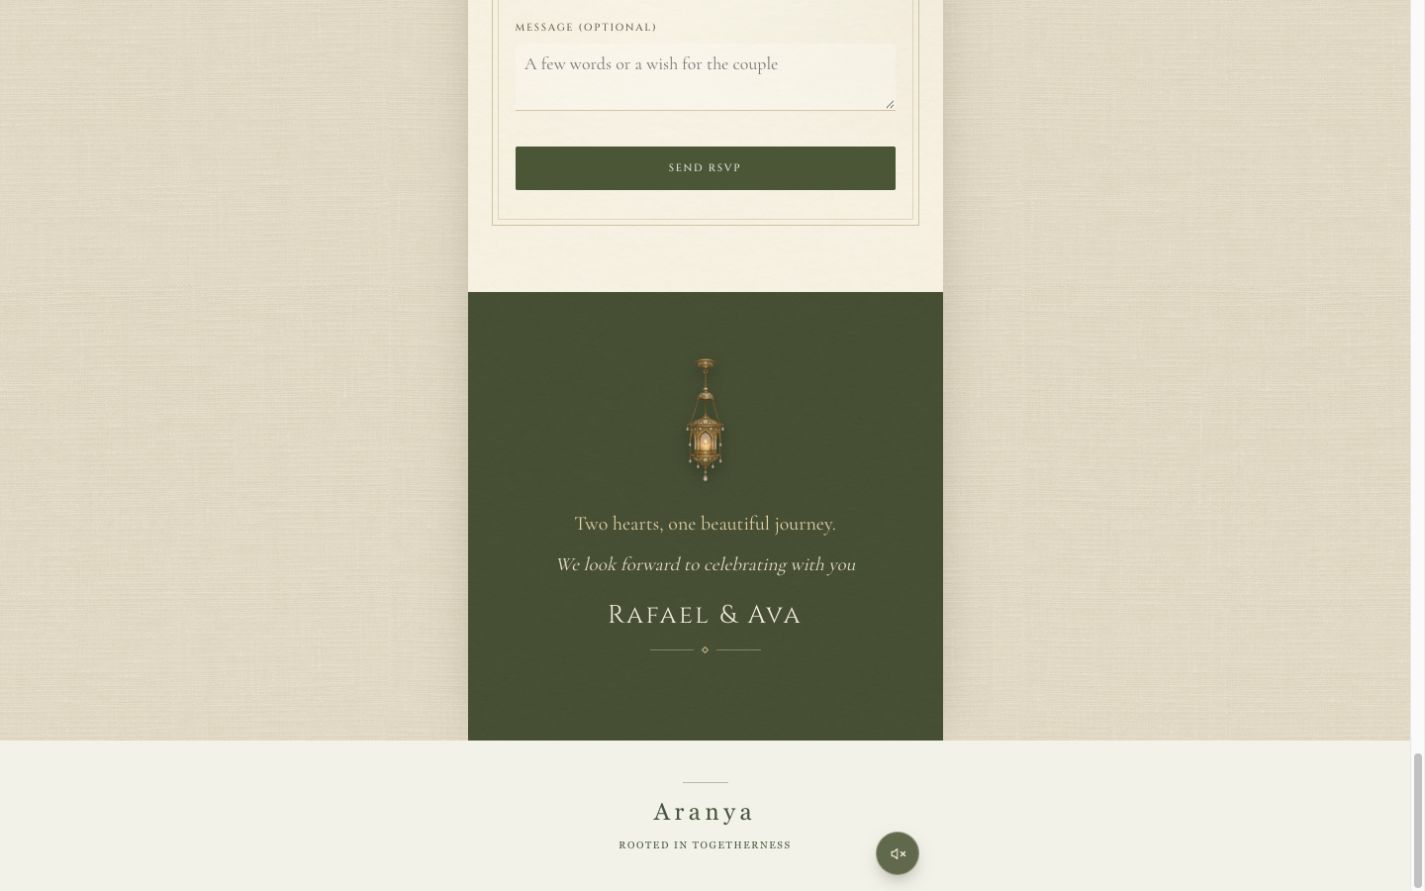 MESSAGE (OPTIONAL)
A few words or a wish for the couple
SEND RSVP
Two hearts, one beautiful journey.
We look forward to celebrating with you
RAFAEL & AVA
Aranya
ROOTED IN TOGETHERNESS